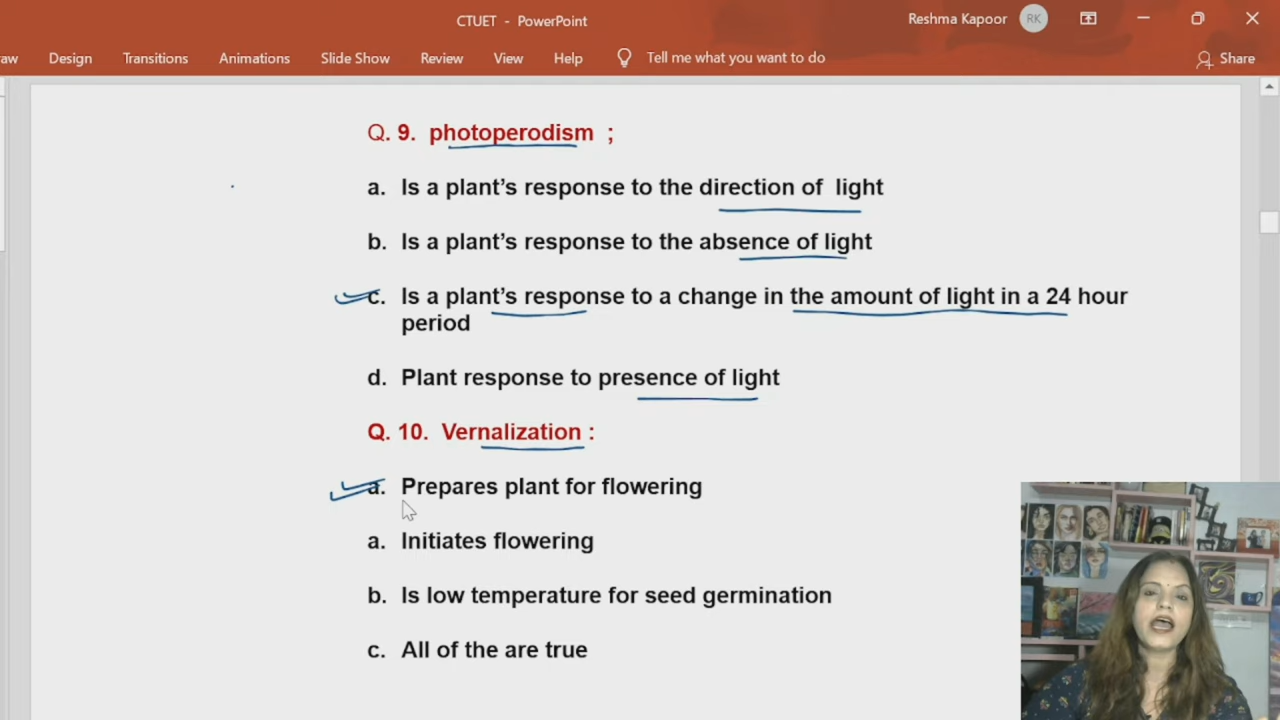 CTUET - PowerPoint
Reshma Kapoor RK
aw Design Transitions Animations Slide Show Review View Help Tell me what you want to do Share
Q. 9. photoperodism ;
a. Is a plant’s response to the direction of light
b. Is a plant’s response to the absence of light
c. Is a plant’s response to a change in the amount of light in a 24 hour
period
d. Plant response to presence of light
Q. 10. Vernalization :
a. Prepares plant for flowering
a. Initiates flowering
b. Is low temperature for seed germination
c. All of the are true